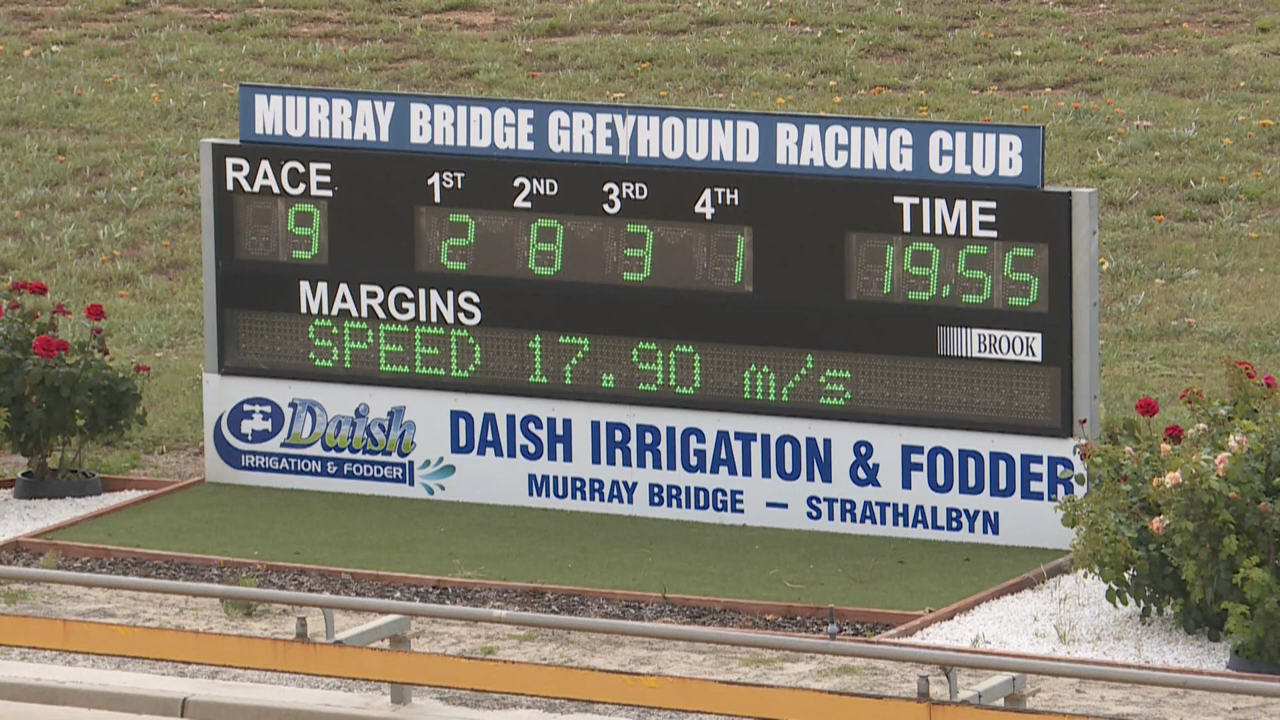 MURRAY BRIDGE GREYHOUND RACING CLUB
RACE 1ST 2ND 3RD 4TH TIME
9 2 8 3 1 19.55
MARGINS
BROOK
SPEED 17.90 m/s
Daish
IRRIGATION & FODDER
DAISH IRRIGATION & FODDER
MURRAY BRIDGE – STRATHALBYN